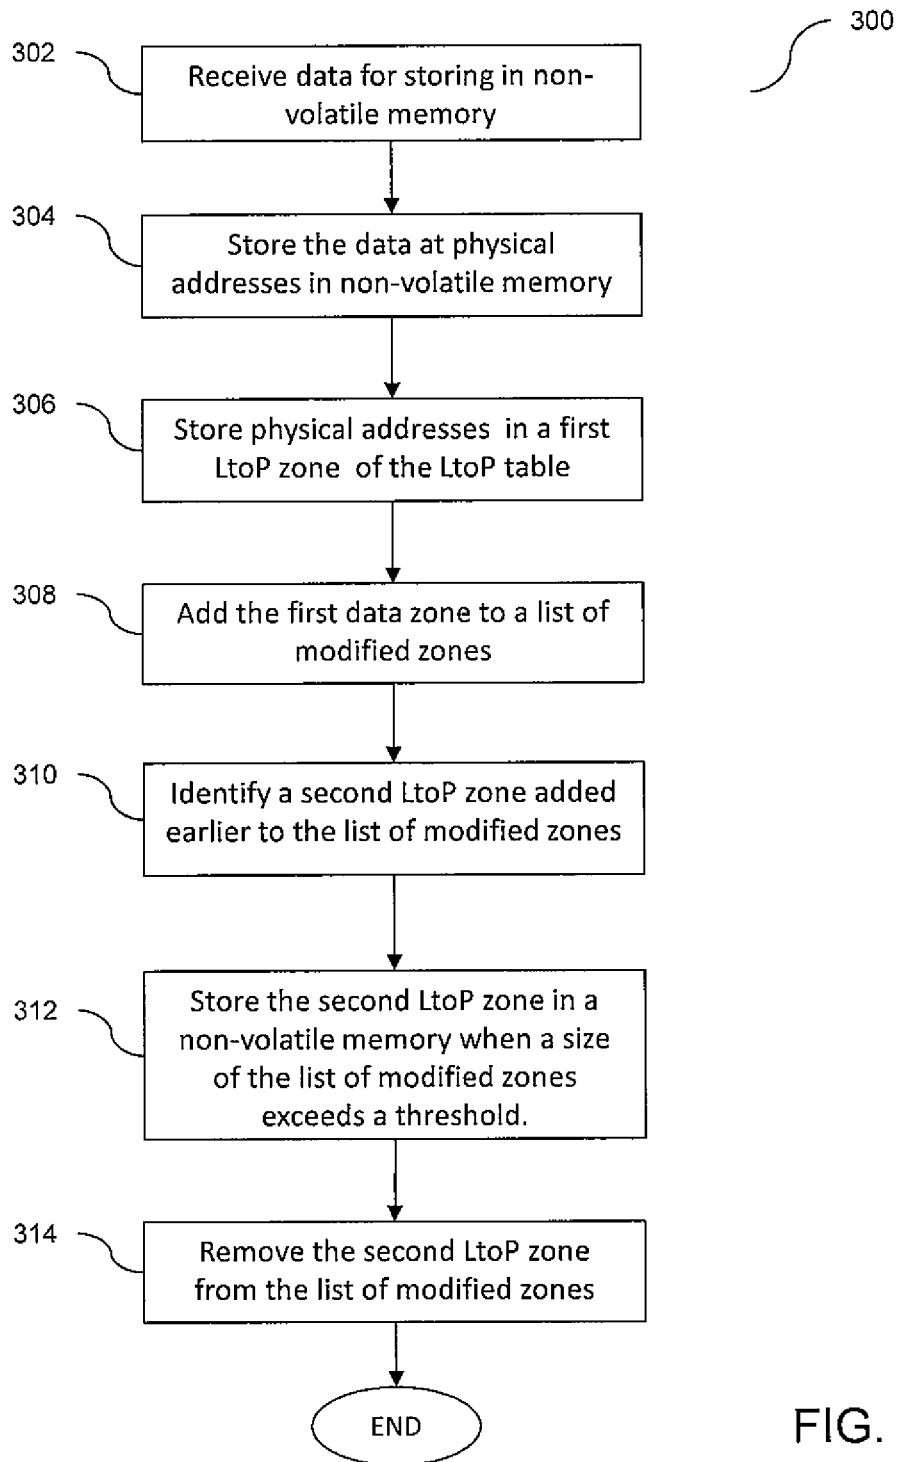 300
302
Receive data for storing in non-
volatile memory
304
Store the data at physical
addresses in non-volatile memory
306
Store physical addresses in a first
LtoP zone of the LtoP table
308
Add the first data zone to a list of
modified zones
310
Identify a second LtoP zone added
earlier to the list of modified zones
312
Store the second LtoP zone in a
non-volatile memory when a size
of the list of modified zones
exceeds a threshold.
314
Remove the second LtoP zone
from the list of modified zones
END
FIG.